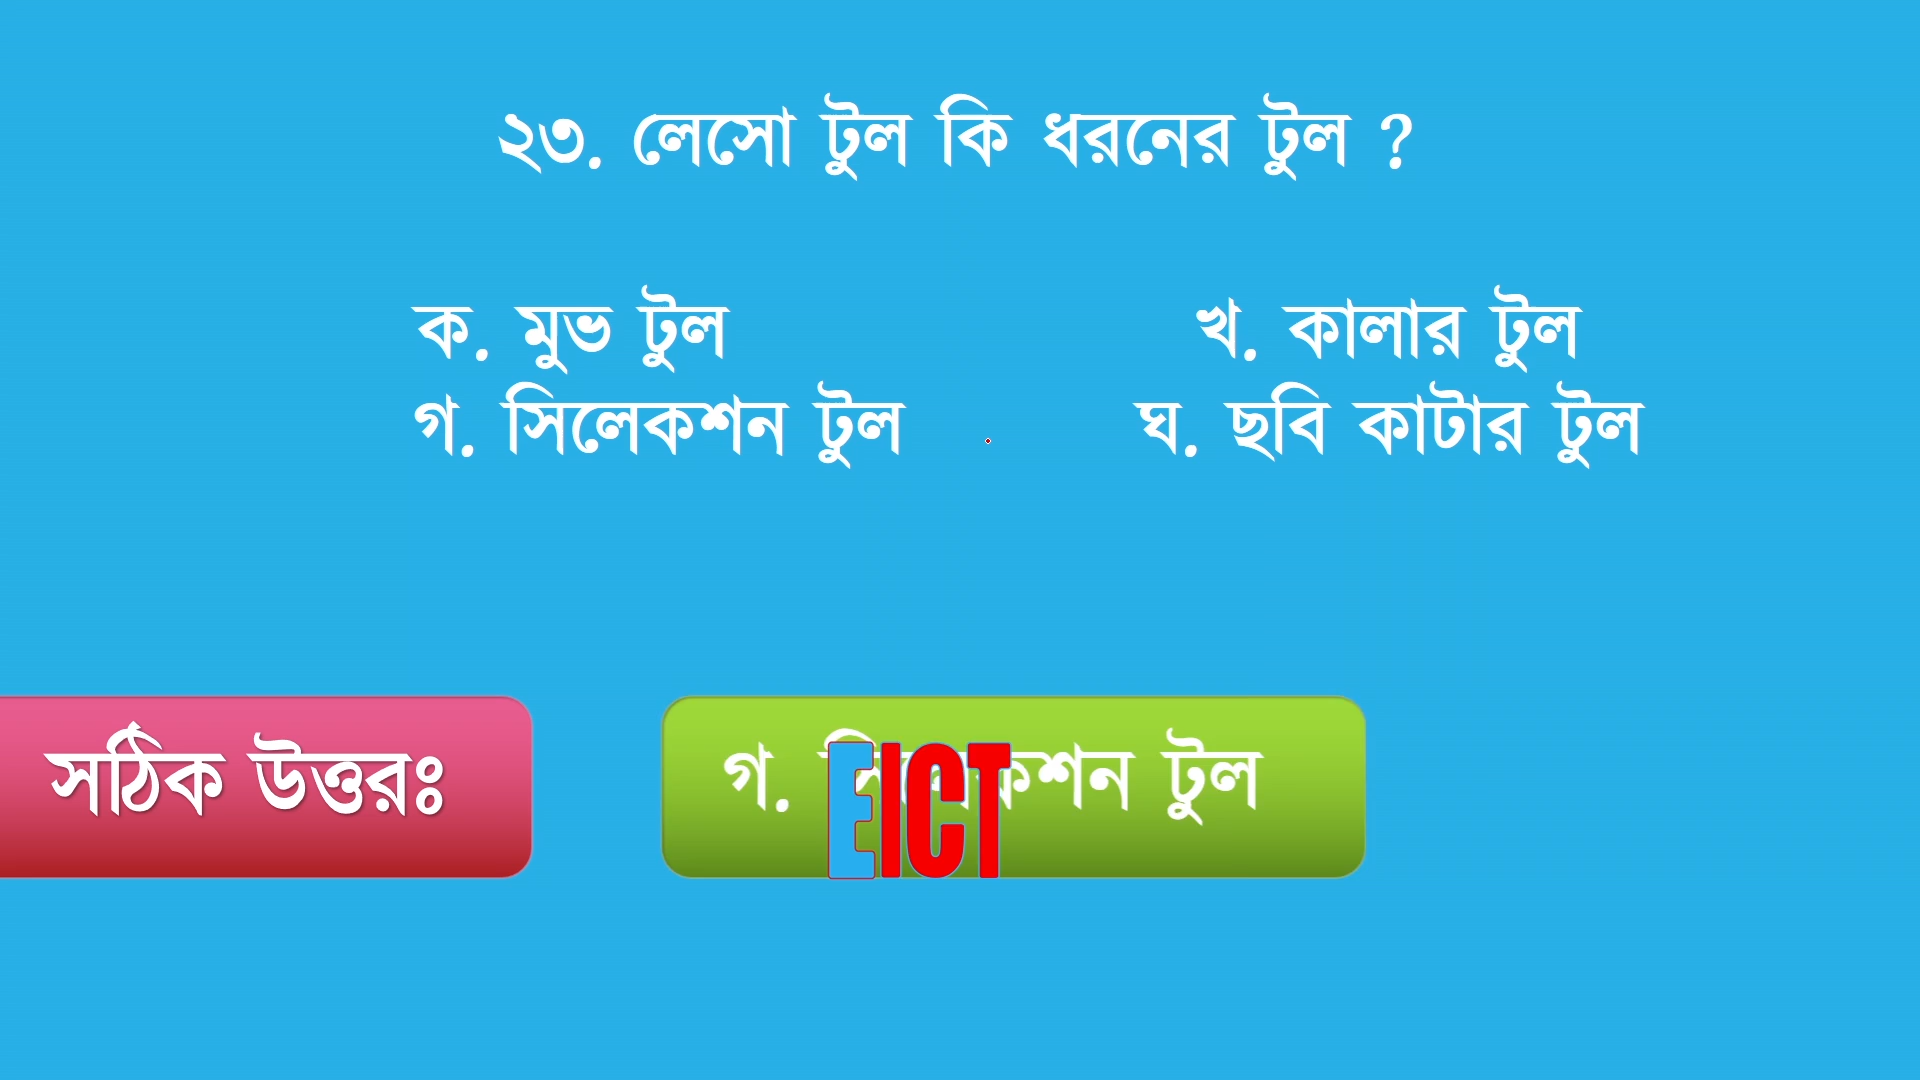 ২৩. লেসো টুল কি ধরনের টুল ?
ক. মুভ টুল খ. কালার টুল
গ. সিলেকশন টুল ঘ. ছবি কাটার টুল
সঠিক উত্তরঃ গ. সিলেকশন টুল
EICT